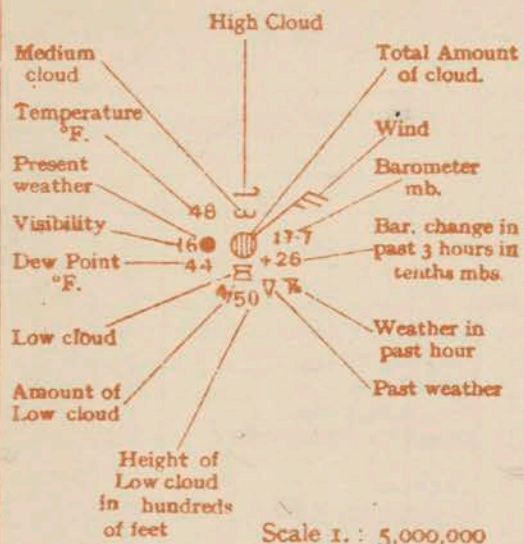 High Cloud
Medium
cloud
Total Amount
of cloud.
Temperature
°F.
Wind
Present
weather
Barometer
mb.
48
Visibility
16
17·7
Bar. change in
past 3 hours in
tenths mbs.
Dew Point
°F.
44
+26
50
Low cloud
Weather in
past hour
Amount of
Low cloud
Past weather
Height of
Low cloud
in hundreds
of feet
Scale 1. : 5,000,000